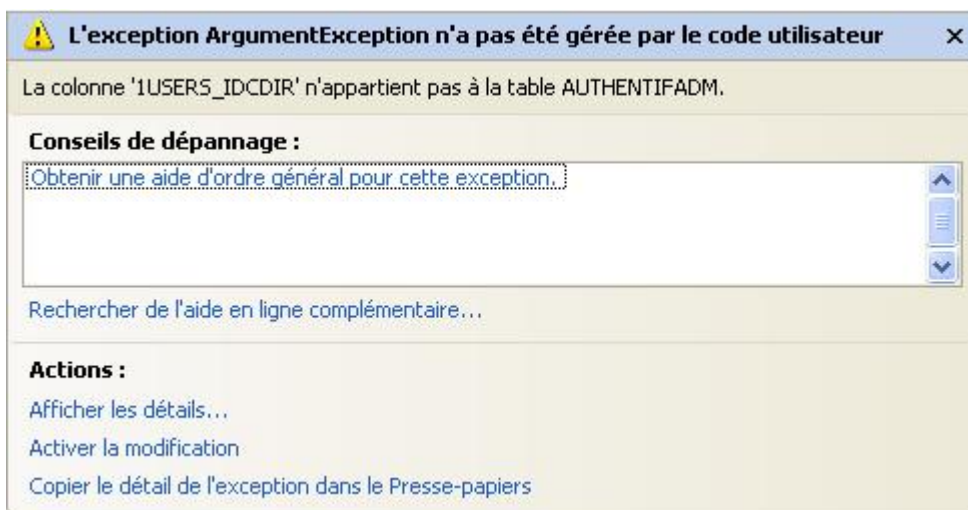 L'exception ArgumentException n'a pas été gérée par le code utilisateur
La colonne '1USERS_IDCDIR' n'appartient pas à la table AUTHENTIFADM.
Conseils de dépannage :
Obtenir une aide d'ordre général pour cette exception.
Rechercher de l'aide en ligne complémentaire...
Actions :
Afficher les détails...
Activer la modification
Copier le détail de l'exception dans le Presse-papiers